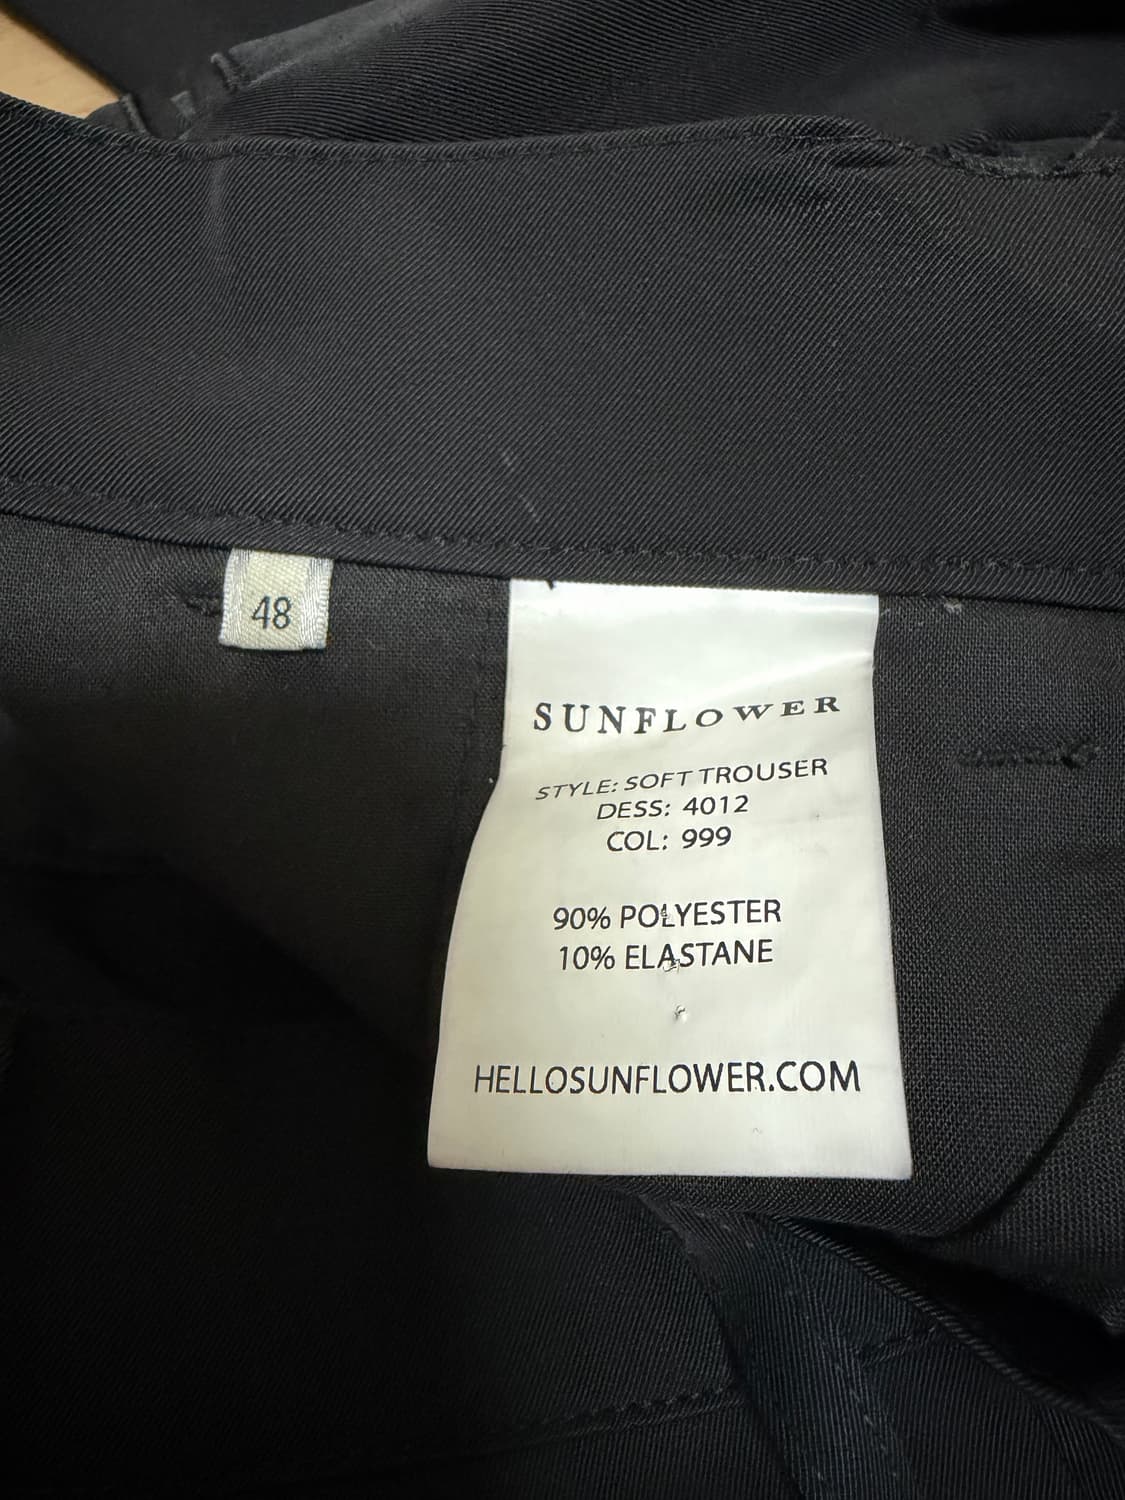 48
SUNFLOWER
STYLE: SOFT TROUSER
DESS: 4012
COL: 999
90% POLYESTER
10% ELASTANE
HELLOSUNFLOWER.COM